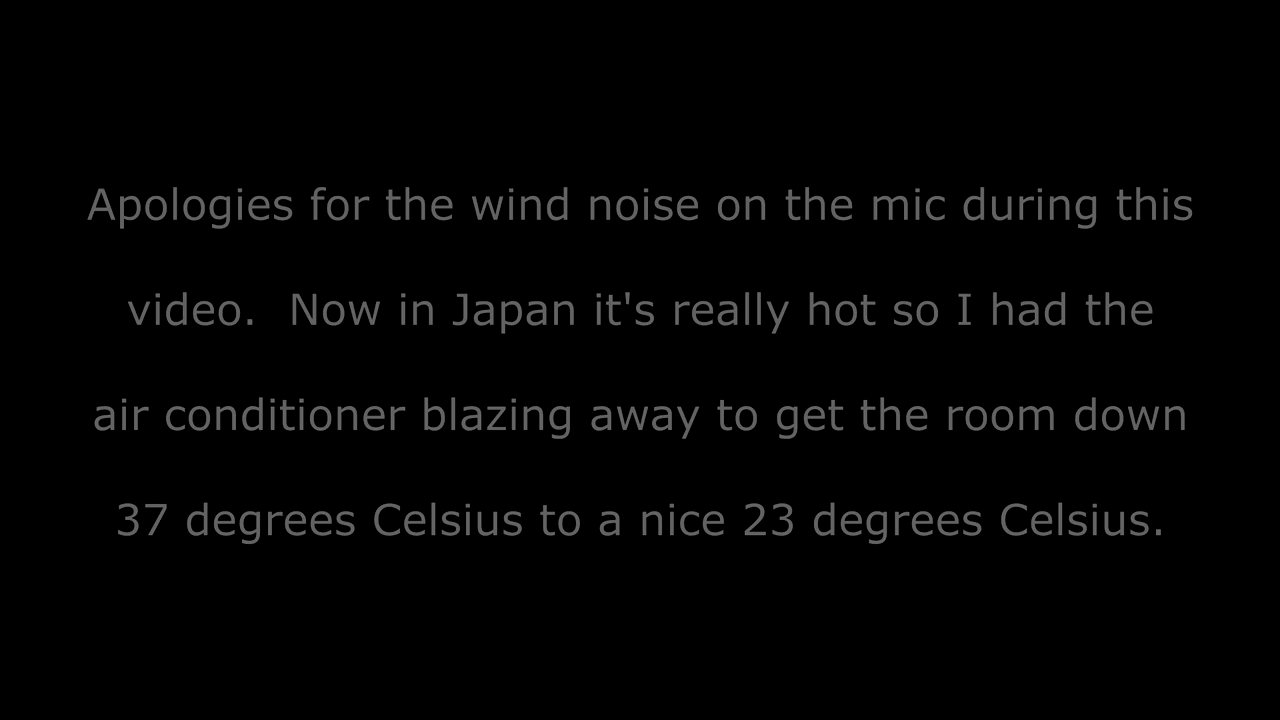 Apologies for the wind noise on the mic during this
video.  Now in Japan it's really hot so I had the
air conditioner blazing away to get the room down
37 degrees Celsius to a nice 23 degrees Celsius.